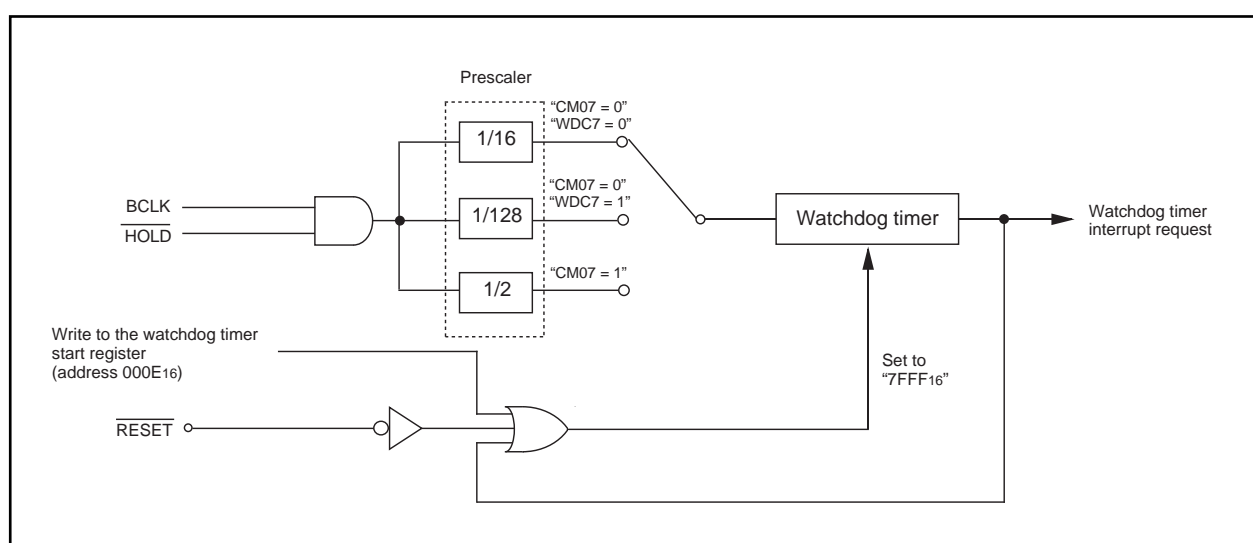 Prescaler
“CM07 = 0”
“WDC7 = 0”
1/16
“CM07 = 0”
“WDC7 = 1”
BCLK
HOLD
1/128
Watchdog timer
Watchdog timer
interrupt request
“CM07 = 1”
1/2
Write to the watchdog timer
start register
(address 000E16)
Set to
“7FFF16”
RESET